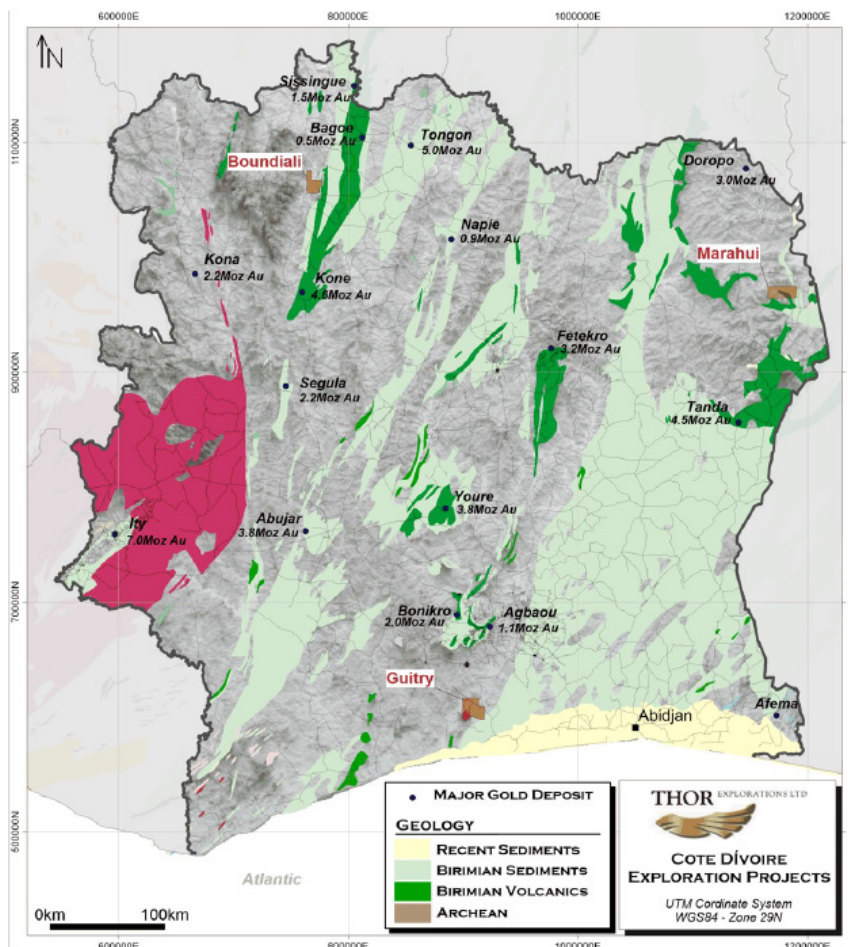 600000E 800000E 1000000E 1200000E
N
1100000N
900000N
700000N
500000N
Sissingue
1.5Moz Au
Bagoe
0.5Moz Au
Tongon
5.0Moz Au
Boundiali
Doropo
3.0Moz Au
Napie
0.9Moz Au
Marahui
Kona
2.2Moz Au
Kone
4.6Moz Au
Fetekro
3.2Moz Au
Segula
2.2Moz Au
Tanda
4.5Moz Au
Youre
3.8Moz Au
Abujar
3.8Moz Au
Ity
7.0Moz Au
Bonikro
2.0Moz Au
Agbaou
1.1Moz Au
Guitry
Afema
Abidjan
Atlantic
0km 100km
MAJOR GOLD DEPOSIT
GEOLOGY
RECENT SEDIMENTS
BIRIMIAN SEDIMENTS
BIRIMIAN VOLCANICS
ARCHEAN
THOR EXPLORATIONS LTD
COTE DÍVOIRE
EXPLORATION PROJECTS
UTM Cordinate System
WGS84 - Zone 29N
600000E 800000E 1000000E 1200000E